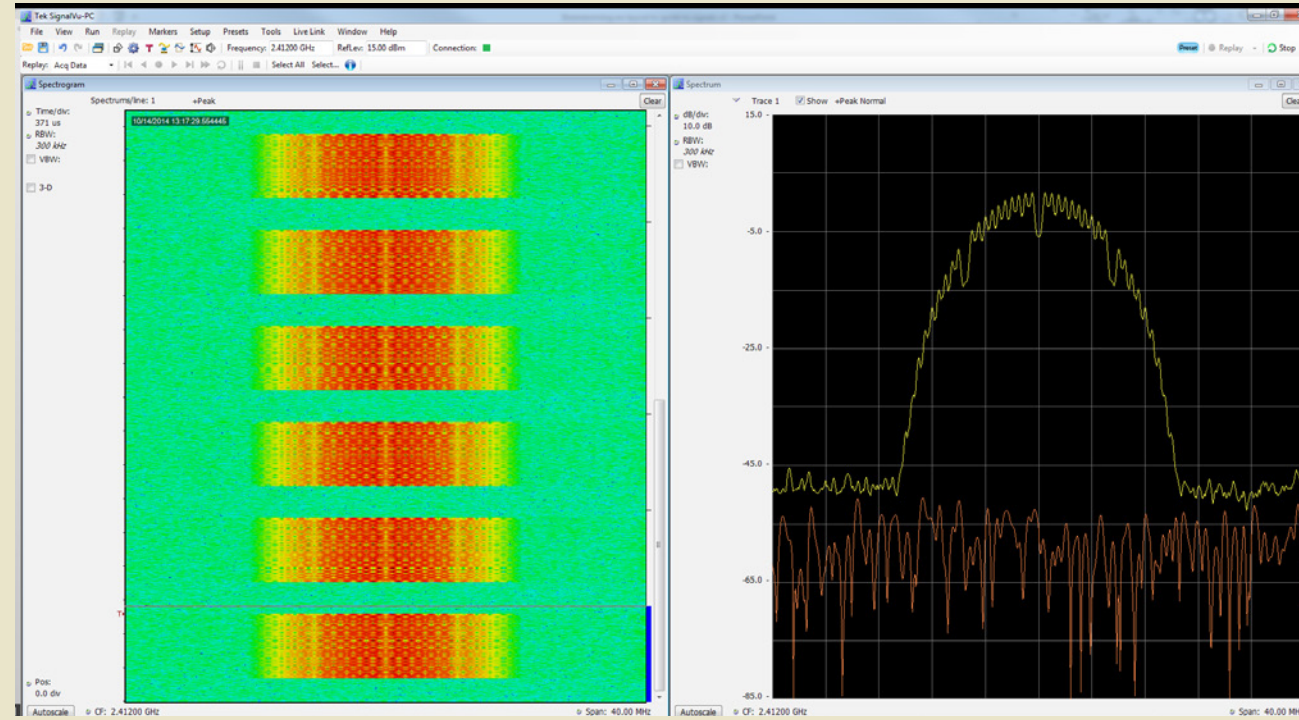 Tek SignalVu-PC
File View Run Replay Markers Setup Presets Tools Live Link Window Help
Frequency: 2.41200 GHz RefLev: 15.00 dBm Connection: Preset Replay Stop
Replay: Acq Data Select All Select...
Spectrogram
Spectrums/line: 1 +Peak Clear
Time/div:
371 us
RBW:
300 kHz
VBW:
3-D
10/14/2014 13:17:29.554445
T
Pos:
0.0 div
Autoscale CF: 2.41200 GHz Span: 40.00 MHz
Spectrum
Trace 1 Show +Peak Normal
dB/div:
10.0 dB
RBW:
300 kHz
VBW:
15.0
-5.0
-25.0
-45.0
-65.0
-85.0
Autoscale CF: 2.41200 GHz